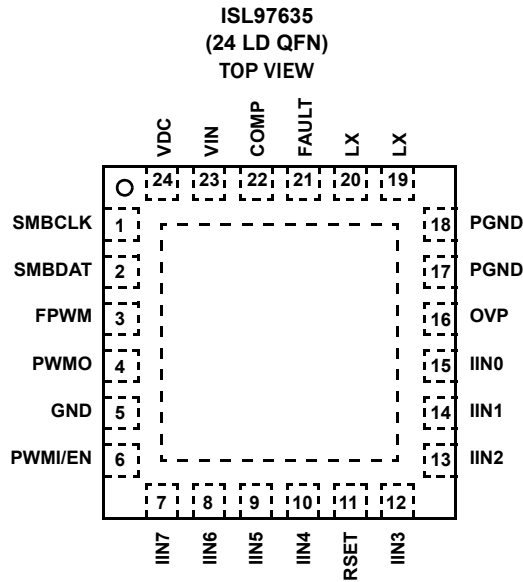 ISL97635
(24 LD QFN)
TOP VIEW
VDC
VIN
COMP
FAULT
LX
LX
24
23
22
21
20
19
SMBCLK 1
SMBDAT 2
FPWM 3
PWMO 4
GND 5
PWMI/EN 6
18 PGND
17 PGND
16 OVP
15 IIN0
14 IIN1
13 IIN2
7
8
9
10
11
12
IIN7
IIN6
IIN5
IIN4
RSET
IIN3